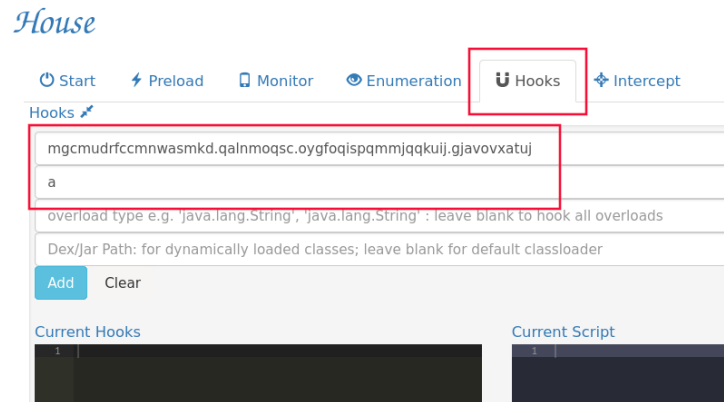 House
Start Preload Monitor Enumeration Hooks Intercept
Hooks
mgcmudrfccmnwasmkd.qalnmoqsc.oygfoqispqmmjqqkuij.gjavovxatuj
a
overload type e.g. 'java.lang.String', 'java.lang.String' : leave blank to hook all overloads
Dex/Jar Path: for dynamically loaded classes; leave blank for default classloader
Add Clear
Current Hooks Current Script
1 1